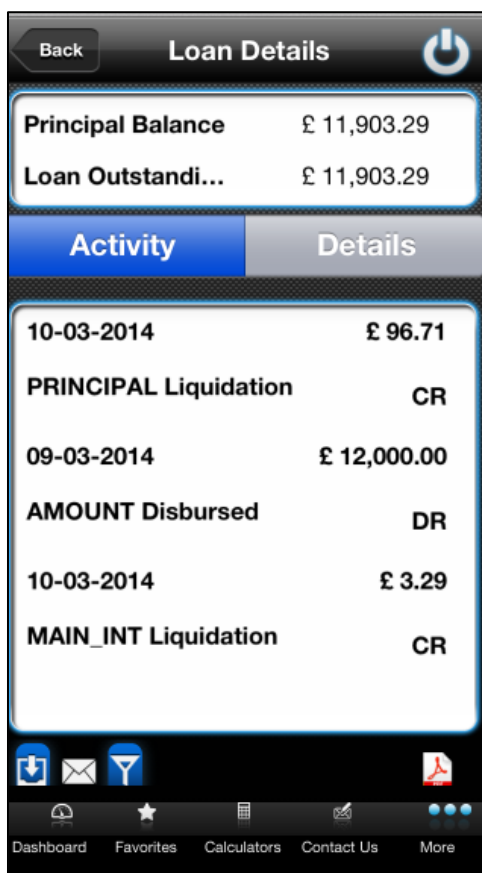 Back Loan Details
Principal Balance £ 11,903.29
Loan Outstandi... £ 11,903.29
Activity Details
10-03-2014 £ 96.71
PRINCIPAL Liquidation CR
09-03-2014 £ 12,000.00
AMOUNT Disbursed DR
10-03-2014 £ 3.29
MAIN_INT Liquidation CR
Dashboard Favorites Calculators Contact Us More